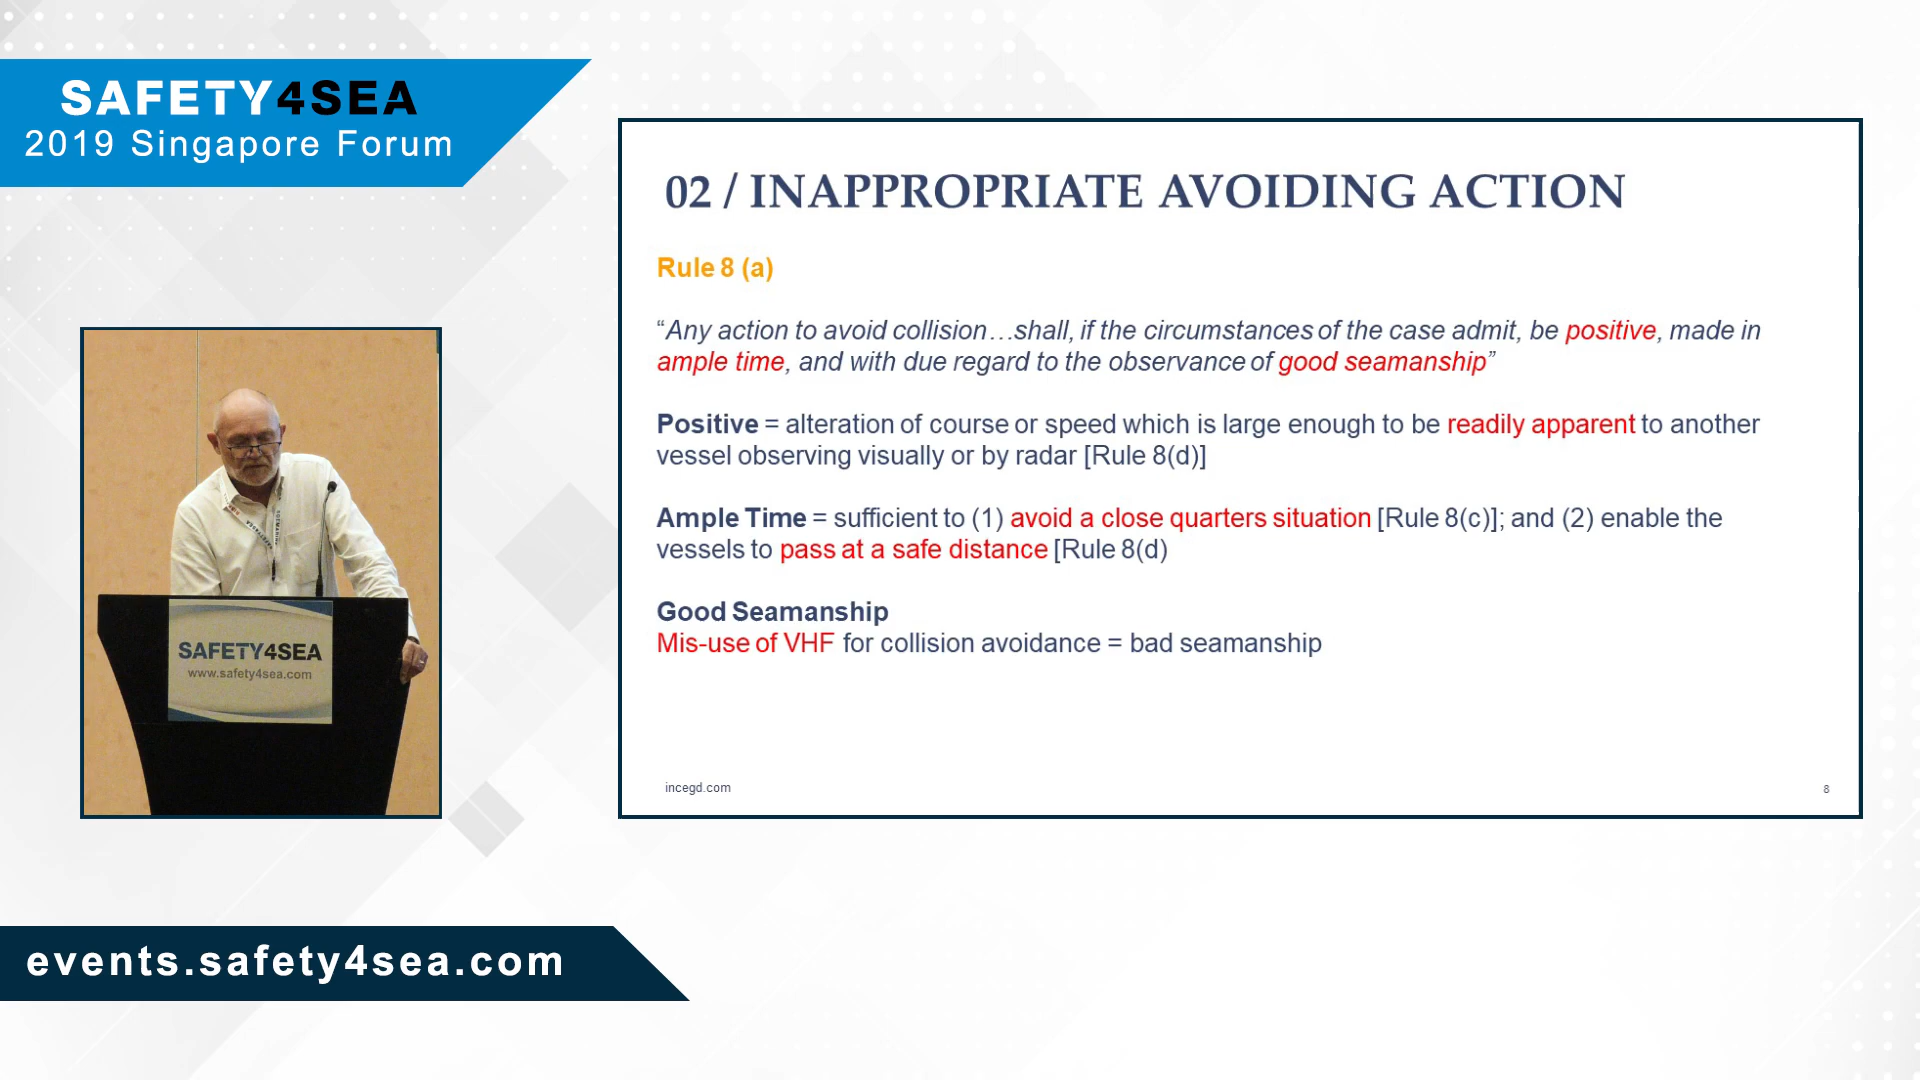 SAFETY4SEA
2019 Singapore Forum
02 / INAPPROPRIATE AVOIDING ACTION
Rule 8 (a)
“Any action to avoid collision…shall, if the circumstances of the case admit, be positive, made in
ample time, and with due regard to the observance of good seamanship”
Positive = alteration of course or speed which is large enough to be readily apparent to another
vessel observing visually or by radar [Rule 8(d)]
Ample Time = sufficient to (1) avoid a close quarters situation [Rule 8(c)]; and (2) enable the
vessels to pass at a safe distance [Rule 8(d)
Good Seamanship
Mis-use of VHF for collision avoidance = bad seamanship
incegd.com
8
SAFETY4SEA
www.safety4sea.com
events.safety4sea.com